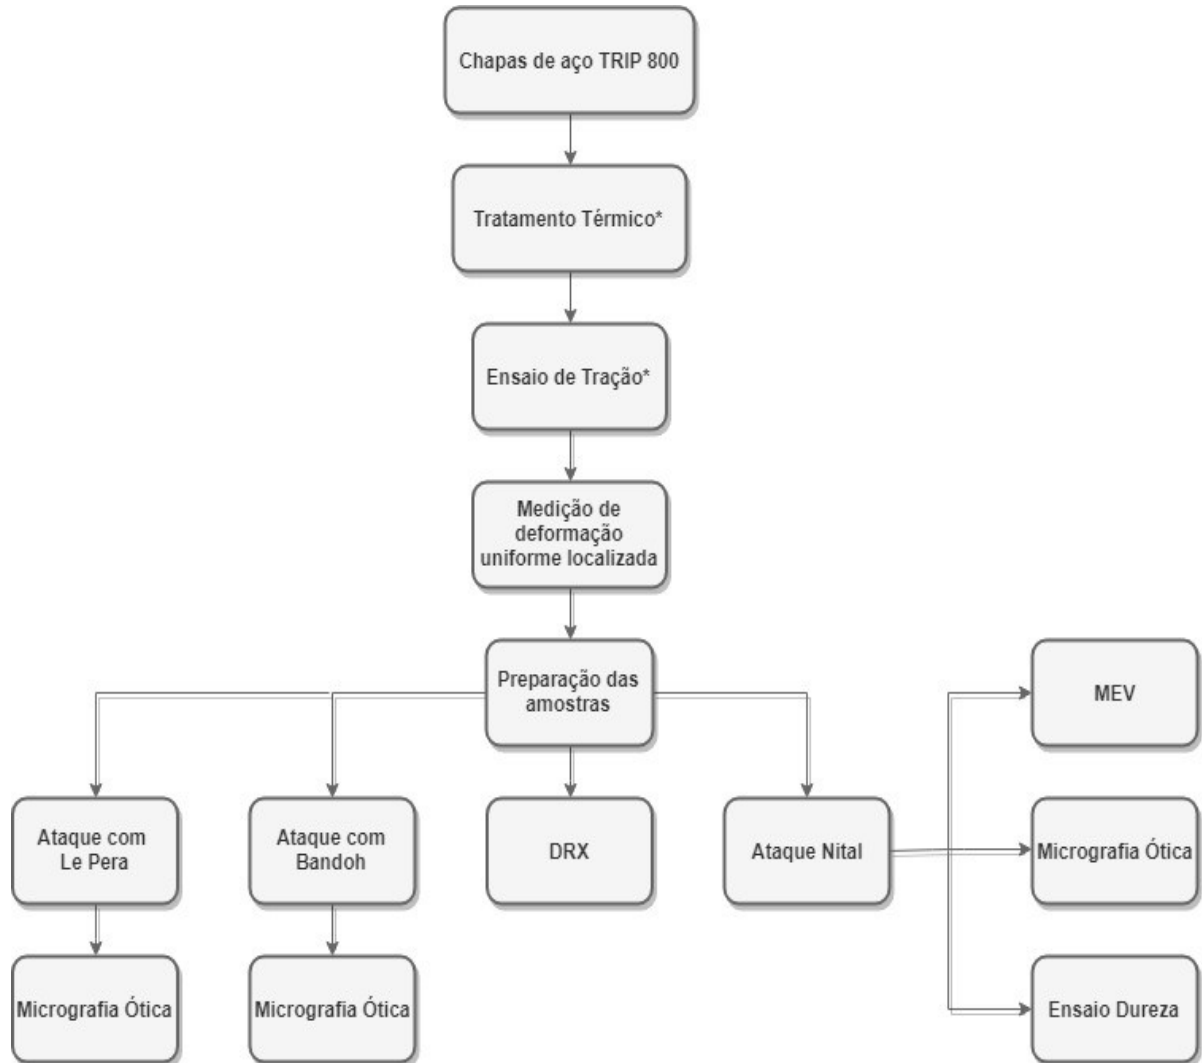 Chapas de aço TRIP 800
Tratamento Térmico*
Ensaio de Tração*
Medição de
deformação
uniforme localizada
Preparação das
amostras
MEV
Ataque com
Le Pera
Ataque com
Bandoh
DRX
Ataque Nital
Micrografia Ótica
Micrografia Ótica
Micrografia Ótica
Ensaio Dureza